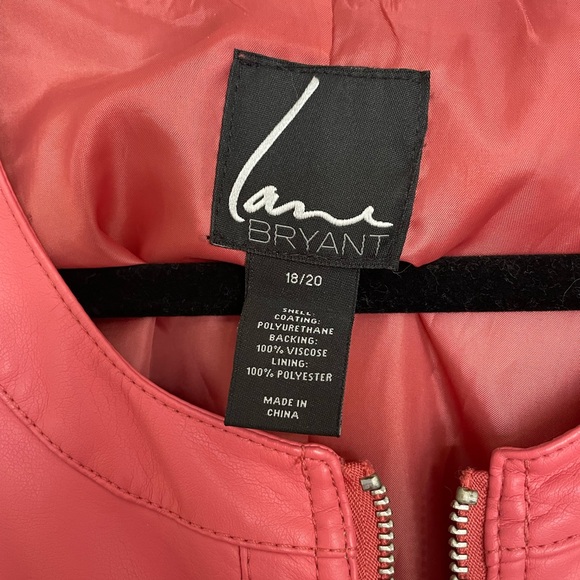 Lane
BRYANT
18/20
SHELL:
COATING:
POLYURETHANE
BACKING:
100% VISCOSE
LINING:
100% POLYESTER
MADE IN
CHINA